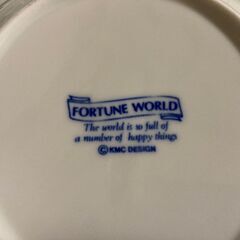 FORTUNE WORLD
The world is so full of
a number of happy things
©KMC DESIGN